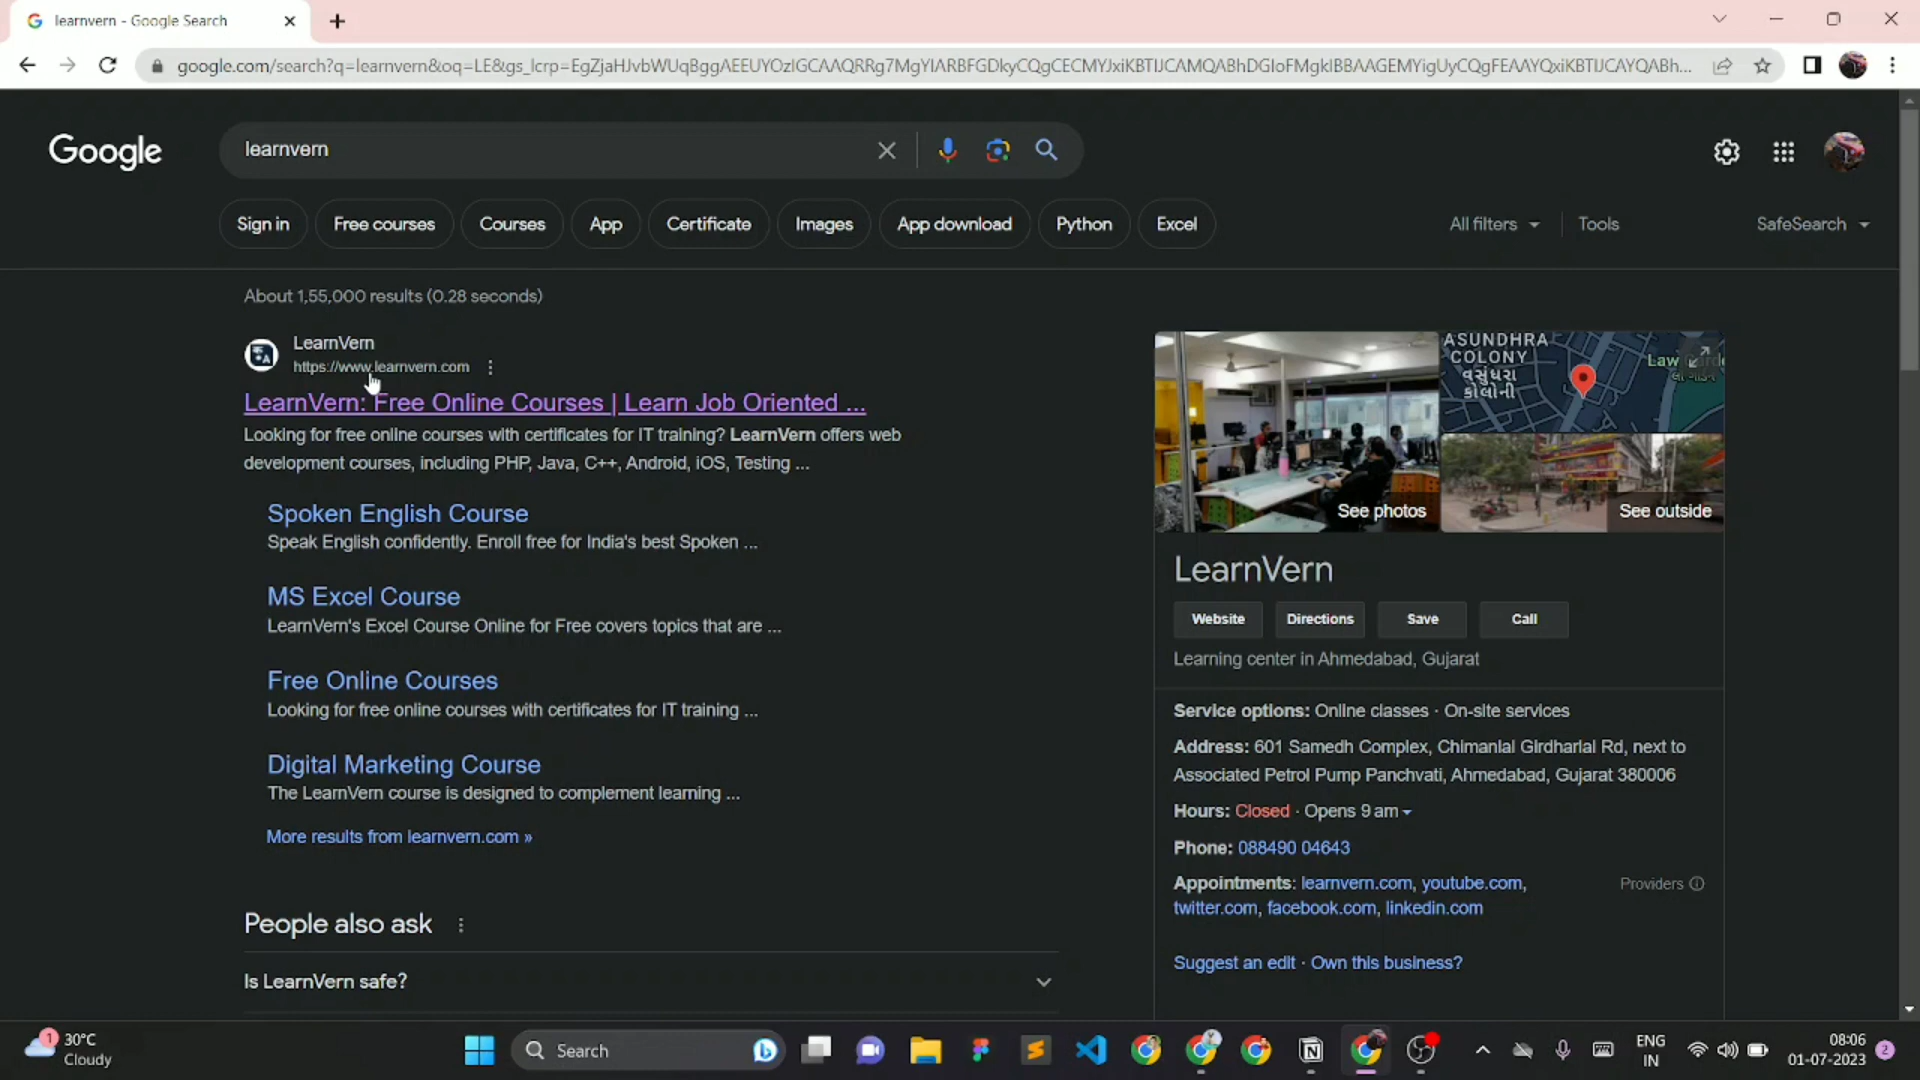 learnvern - Google Search
google.com/search?q=learnvern&oq=LE&gs_lcrp=
Google
learnvern
Sign in
Free courses
Courses
App
Certificate
Images
App download
Python
Excel
All filters
Tools
SafeSearch
About 1,55,000 results (0.28 seconds)
LearnVern
https://www.learnvern.com
LearnVern: Free Online Courses | Learn Job Oriented ...
Looking for free online courses with certificates for IT training? LearnVern offers web
development courses, including PHP, Java, C++, Android, iOS, Testing ...
Spoken English Course
Speak English confidently. Enroll free for India's best Spoken ...
MS Excel Course
LearnVern's Excel Course Online for Free covers topics that are ...
Free Online Courses
Looking for free online courses with certificates for IT training ...
Digital Marketing Course
The LearnVern course is designed to complement learning ...
More results from learnvern.com »
People also ask
Is LearnVern safe?
ASUNDHRA
COLONY
વસુંધરા
કોલોની
Law
See photos
See outside
LearnVern
Website
Directions
Save
Call
Learning center in Ahmedabad, Gujarat
Service options: Online classes · On-site services
Address: 601 Samedh Complex, Chimanlal Girdharlal Rd, next to
Associated Petrol Pump Panchvati, Ahmedabad, Gujarat 380006
Hours: Closed · Opens 9 am
Phone: 088490 04643
Appointments: learnvern.com, youtube.com,
twitter.com, facebook.com, linkedin.com
Providers
Suggest an edit · Own this business?
1
30°C
Cloudy
Search
ENG
IN
08:06
01-07-2023
2